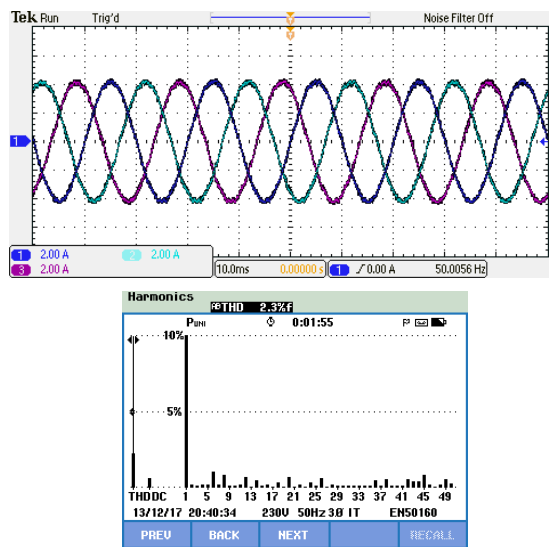 Tek Run Trig'd Noise Filter Off
1 2.00 A 2 2.00 A
3 2.00 A 10.0ms 0.00000 s 1 0.00 A 50.0056 Hz
Harmonics
THD 2.3%f
PUNI 0:01:55
10%
5%
THDDC 1 5 9 13 17 21 25 29 33 37 41 45 49
13/12/17 20:40:34 230V 50Hz 3Ø IT EN50160
PREV BACK NEXT RECALL